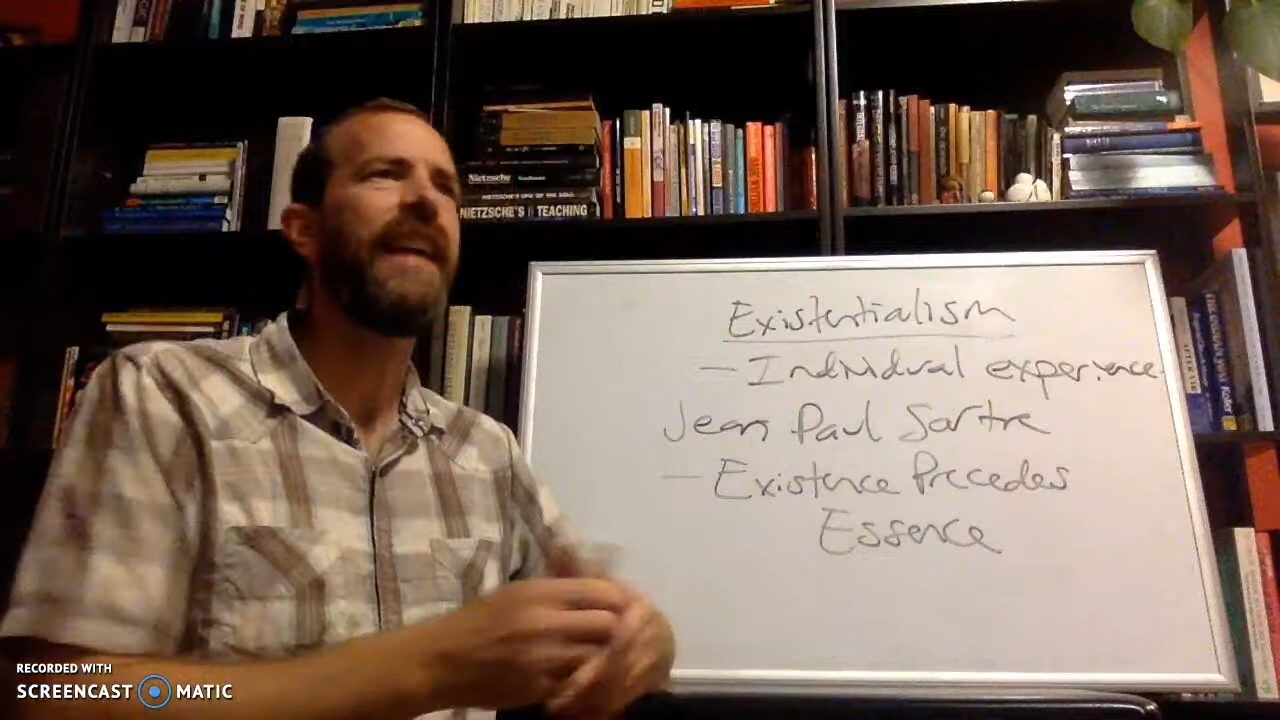 Nietzsche
NIETZSCHE'S TEACHING
Existentialism
- Individual experience
Jean Paul Sartre
- Existence Precedes
Essence
RECORDED WITH
SCREENCAST MATIC